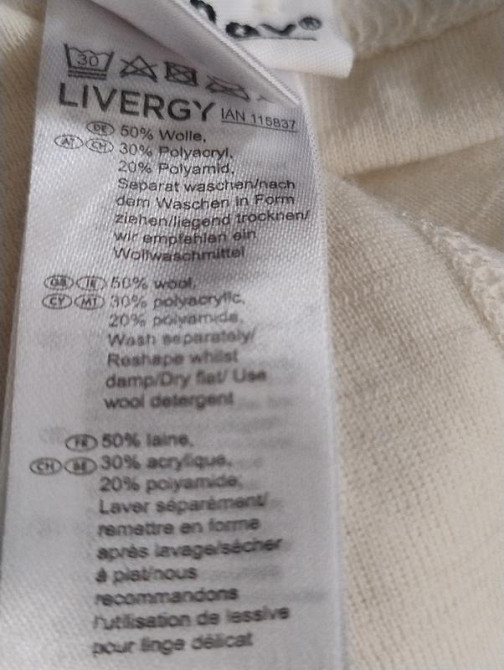 30
LIVERGY IAN 115837
DE 50% Wolle,
AT CH 30% Polyacryl,
20% Polyamid,
Separat waschen/nach
dem Waschen in Form
ziehen/liegend trocknen/
wir empfehlen ein
Wollwaschmittel
GB IE 50% wool,
CY MT 30% polyacrylic,
20% polyamide,
Wash separately/
Reshape whilst
damp/Dry flat/ Use
wool detergent
FR 50% laine,
CH BE 30% acrylique,
20% polyamide;
Laver séparément/
remettre en forme
après lavage/sécher
à plat/nous
recommandons
l'utilisation de lessive
pour linge délicat